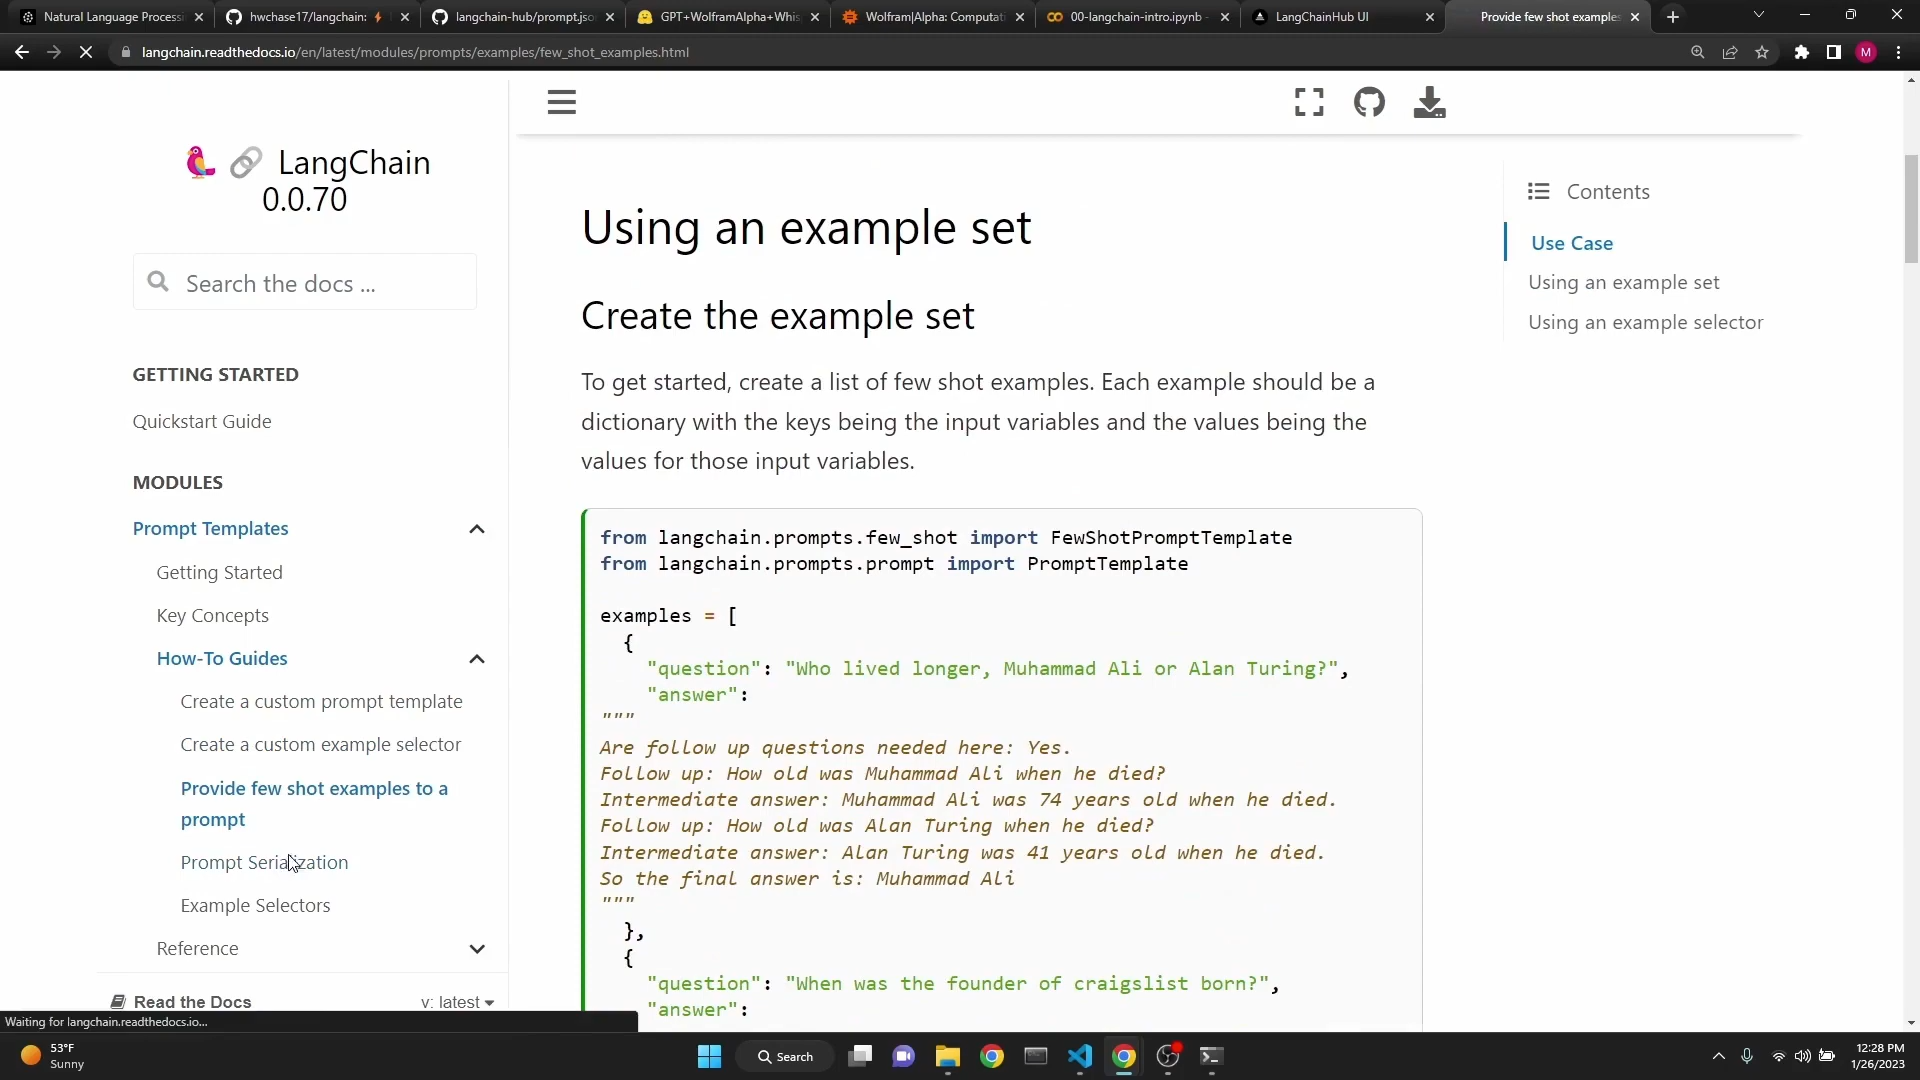 Natural Language Process
hwchase17/langchain:
langchain-hub/prompt.jso
GPT+WolframAlpha+Whis
Wolfram|Alpha: Computat
00-langchain-intro.ipynb -
LangChainHub UI
Provide few shot examples
langchain.readthedocs.io/en/latest/modules/prompts/examples/few_shot_examples.html
M
LangChain
0.0.70
Search the docs ...
GETTING STARTED
Quickstart Guide
MODULES
Prompt Templates
Getting Started
Key Concepts
How-To Guides
Create a custom prompt template
Create a custom example selector
Provide few shot examples to a
prompt
Prompt Serialization
Example Selectors
Reference
Read the Docs
v: latest
Using an example set
Create the example set
To get started, create a list of few shot examples. Each example should be a
dictionary with the keys being the input variables and the values being the
values for those input variables.
from langchain.prompts.few_shot import FewShotPromptTemplate
from langchain.prompts.prompt import PromptTemplate
examples = [
{
"question": "Who lived longer, Muhammad Ali or Alan Turing?",
"answer":
"""
Are follow up questions needed here: Yes.
Follow up: How old was Muhammad Ali when he died?
Intermediate answer: Muhammad Ali was 74 years old when he died.
Follow up: How old was Alan Turing when he died?
Intermediate answer: Alan Turing was 41 years old when he died.
So the final answer is: Muhammad Ali
"""
},
{
"question": "When was the founder of craigslist born?",
"answer":
Contents
Use Case
Using an example set
Using an example selector
Waiting for langchain.readthedocs.io...
53°F
Sunny
Search
12:28 PM
1/26/2023